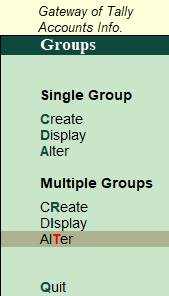 Gateway of Tally
Accounts Info.
Groups
Single Group
Create
Display
Alter
Multiple Groups
CReate
DIsplay
AlTer
Quit